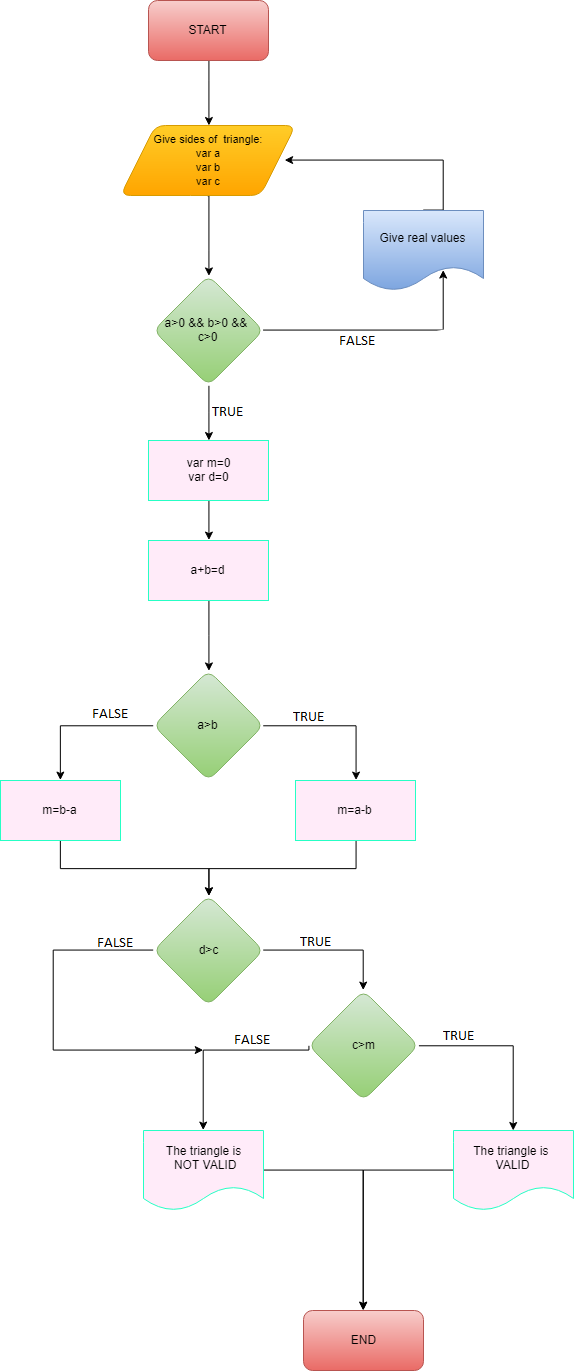 START
Give sides of triangle:
var a
var b
var c
Give real values
a>0 && b>0 &&
c>0
FALSE
TRUE
var m=0
var d=0
a+b=d
FALSE
a>b
TRUE
m=b-a
m=a-b
FALSE
d>c
TRUE
FALSE
c>m
TRUE
The triangle is
NOT VALID
The triangle is
VALID
END